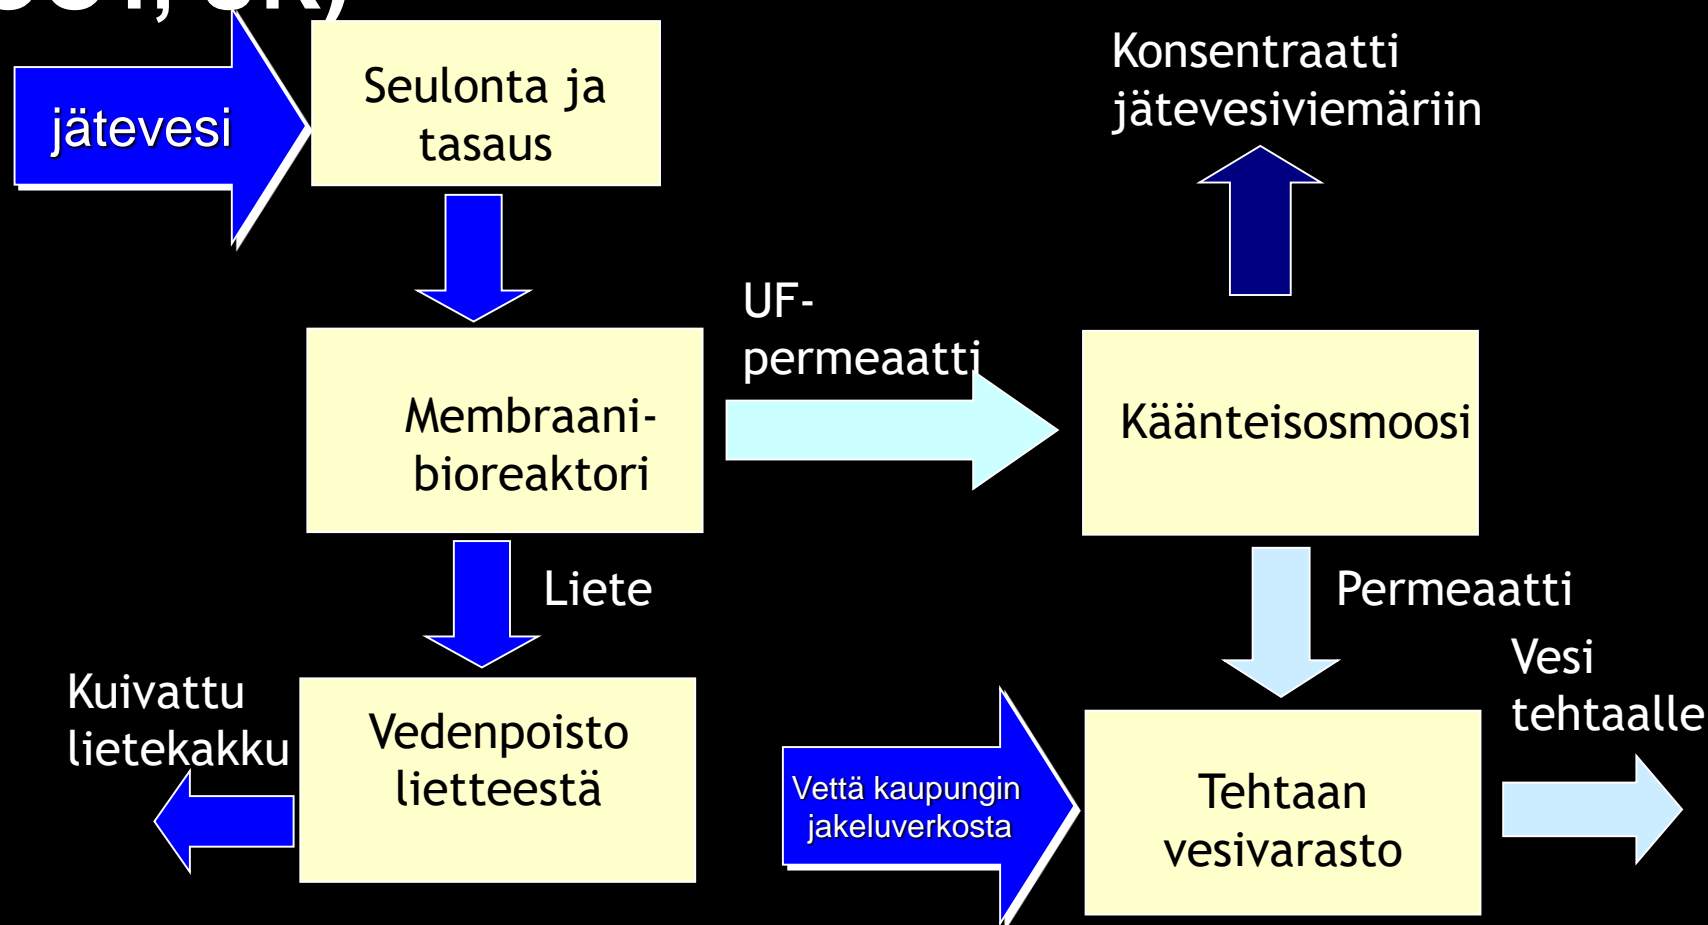 jätevesi
Seulonta ja
tasaus
Konsentraatti
jätevesiviemäriin
UF-
permeaatti
Membraani-
bioreaktori
Käänteisosmoosi
Liete
Permeaatti
Kuivattu
lietekakku
Vedenpoisto
lietteestä
Vettä kaupungin
jakeluverkosta
Tehtaan
vesivarasto
Vesi
tehtaalle